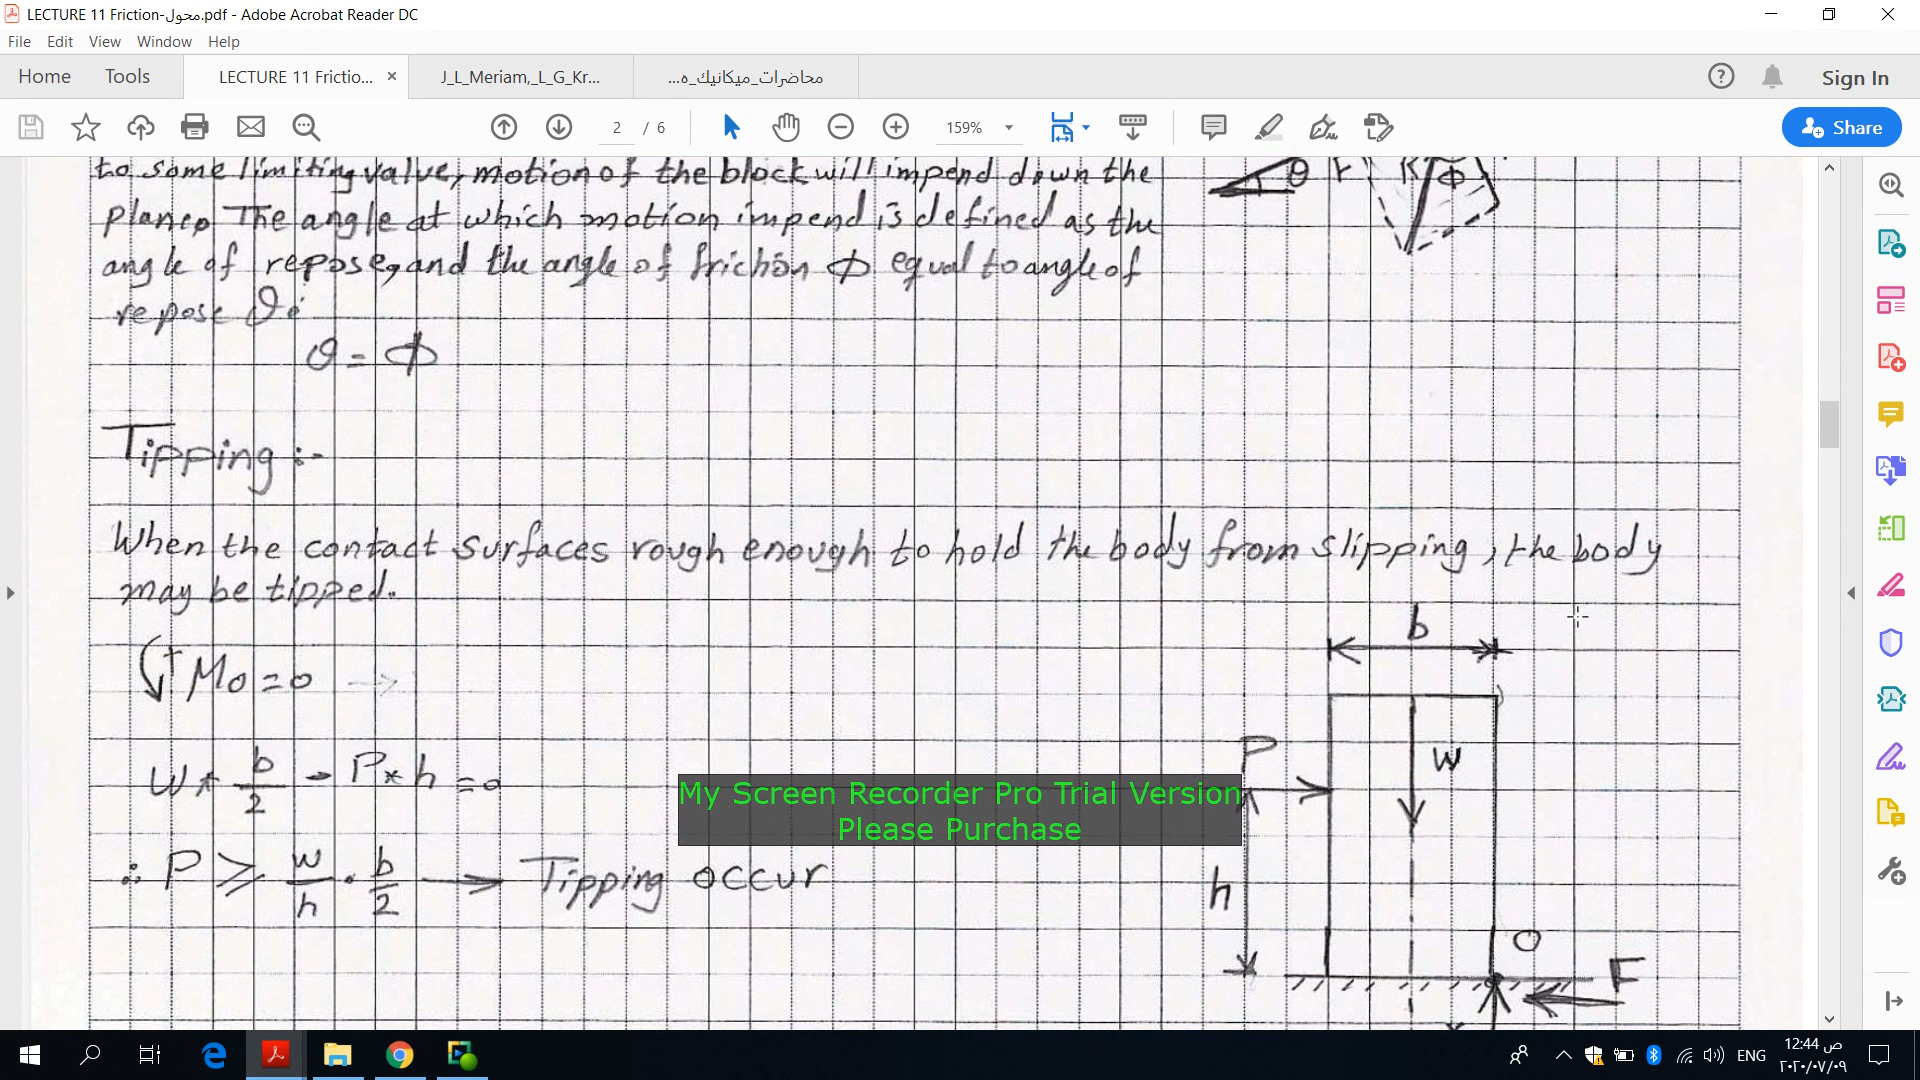 LECTURE 11 Friction-محول.pdf - Adobe Acrobat Reader DC
File Edit View Window Help
Home Tools LECTURE 11 Frictio... × J_L_Meriam,_L_G_Kr... محاضرات_ميكانيك_ه... Sign In
2 / 6 159% Share
to some limiting value, motion of the block will impend down the
plane. The angle at which motion impend is defined as the
angle of repose, and the angle of friction Φ equal to angle of
repose θ:
θ = Φ
θ r R Φ
Tipping :-
When the contact surfaces rough enough to hold the body from slipping, the body
may be tipped.
b
+ Mo = 0 →
P W
W * b/2 - P * h = 0
My Screen Recorder Pro Trial Version
Please Purchase
∴ P ≥ w/h · b/2 → Tipping occur
h
O
F
ENG
12:44 ص
٢٠٢٠/٠٧/٠٩